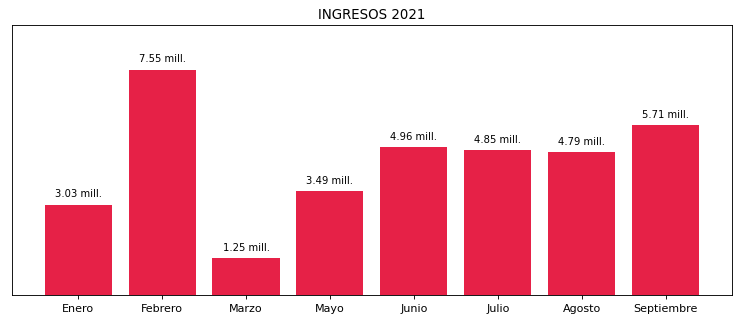 INGRESOS 2021
7.55 mill.
5.71 mill.
4.96 mill.
4.85 mill.
4.79 mill.
3.49 mill.
3.03 mill.
1.25 mill.
Enero Febrero Marzo Mayo Junio Julio Agosto Septiembre